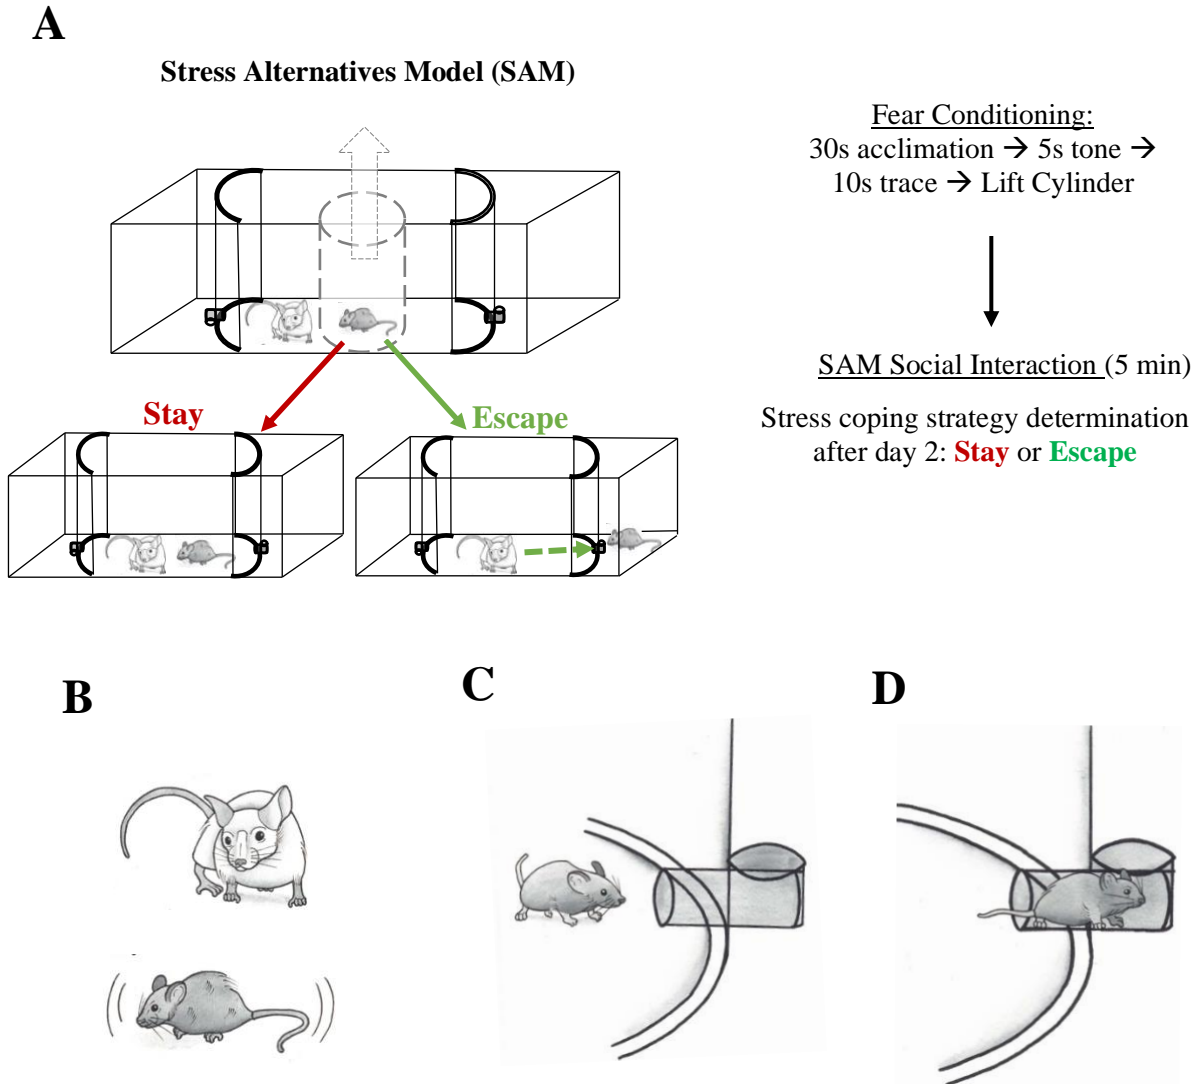 A
Stress Alternatives Model (SAM)
Stay
Escape
Fear Conditioning:
30s acclimation → 5s tone →
10s trace → Lift Cylinder
SAM Social Interaction (5 min)
Stress coping strategy determination
after day 2: Stay or Escape
B
C
D